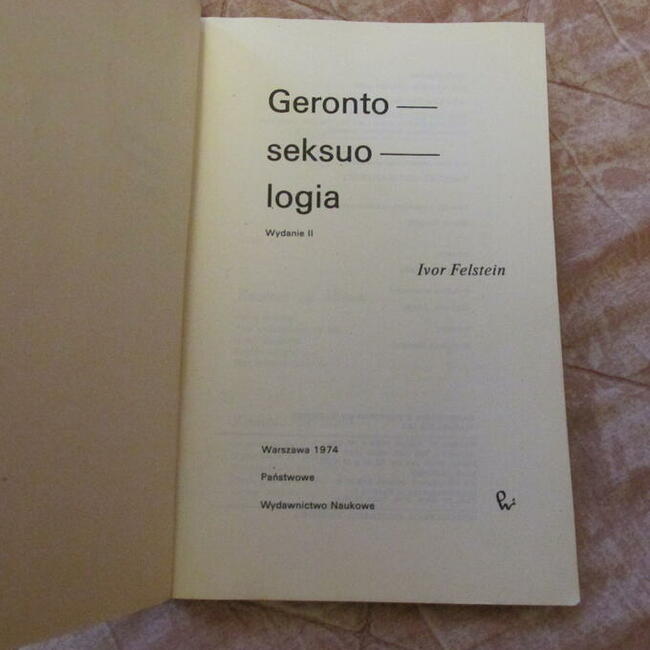 Geronto —
seksuo —
logia
Wydanie II
Ivor Felstein
Warszawa 1974
Państwowe
Wydawnictwo Naukowe